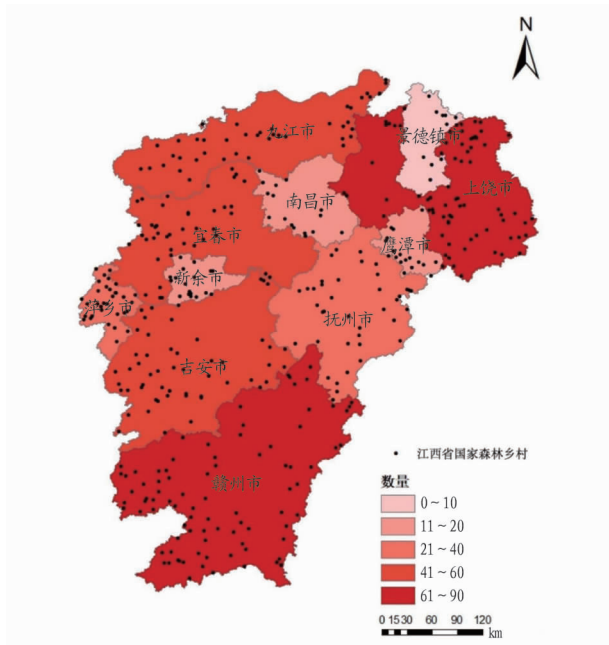 N
九江市
景德镇市
上饶市
南昌市
宜春市
鹰潭市
新余市
萍乡市
抚州市
吉安市
赣州市
江西省国家森林乡村
数量
0～10
11～20
21～40
41～60
61～90
0 15 30 60 90 120
km